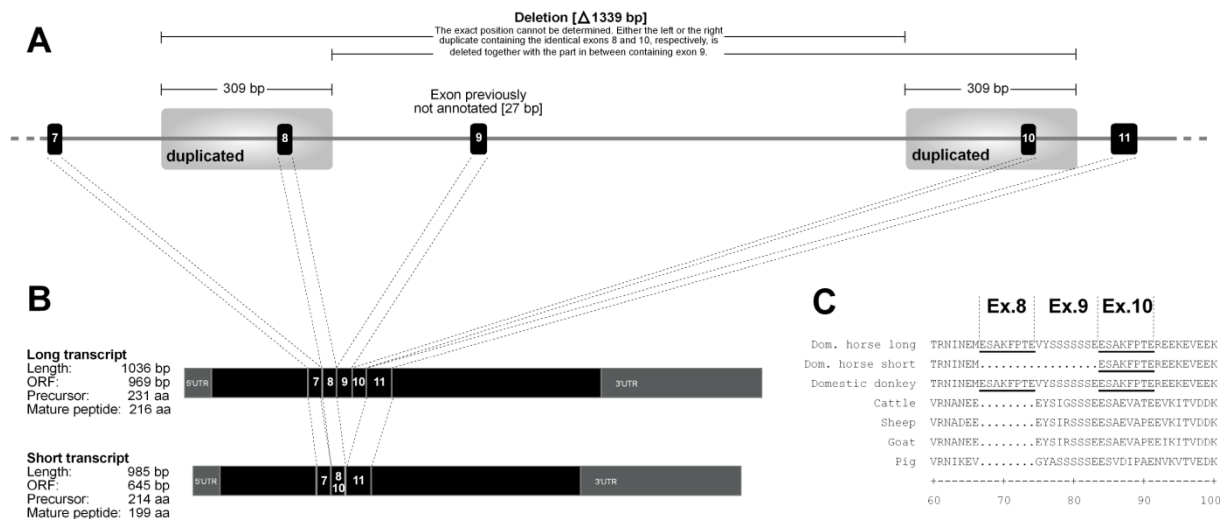 A
Deletion [△1339 bp]
The exact position cannot be determined. Either the left or the right
duplicate containing the identical exons 8 and 10, respectively, is
deleted together with the part in between containing exon 9.
309 bp
Exon previously
not annotated [27 bp]
309 bp
7
8
9
10
11
duplicated
duplicated
B
Long transcript
Length: 1036 bp
ORF: 969 bp
Precursor: 231 aa
Mature peptide: 216 aa
5'UTR
7
8
9
10
11
3'UTR
Short transcript
Length: 985 bp
ORF: 645 bp
Precursor: 214 aa
Mature peptide: 199 aa
5'UTR
7
8
10
11
3'UTR
C
Ex.8 Ex.9 Ex.10
Dom. horse long TRNINEMESAKFPTEVYSSSSSSEESAKFPTEREEKEVEEK
Dom. horse short TRNINEM.................ESAKFPTEREEKEVEEK
Domestic donkey TRNINEMESAKFPTEVYSSSSSSEESAKFPTEREEKEVEEK
Cattle VRNANEE........EYSIGSSSEESAEVATEEVKITVDDK
Sheep VRNADEE........EYSIRSSSEESAEVAPEEVKITVDDK
Goat VRNANEE........EYSIRSSSEESAEVAPEEIKITVDDK
Pig VRNIKEV........GYASSSSSEESVDIPAENVKVTVEDK
60 70 80 90 100